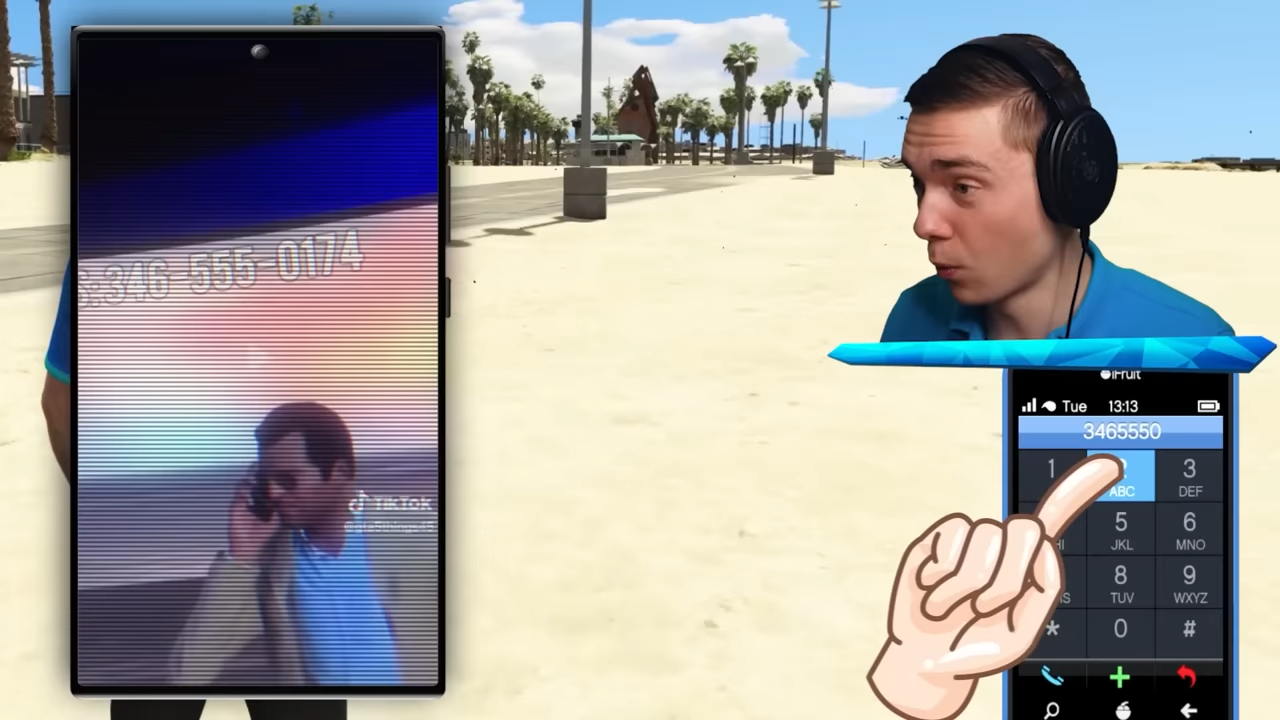 S:346-555-0174
TikTok
@gta5things45
iFruit
Tue 13:13
3465550
1
3
ABC
DEF
5
6
JKL
MNO
8
9
TUV
WXYZ
*
0
#